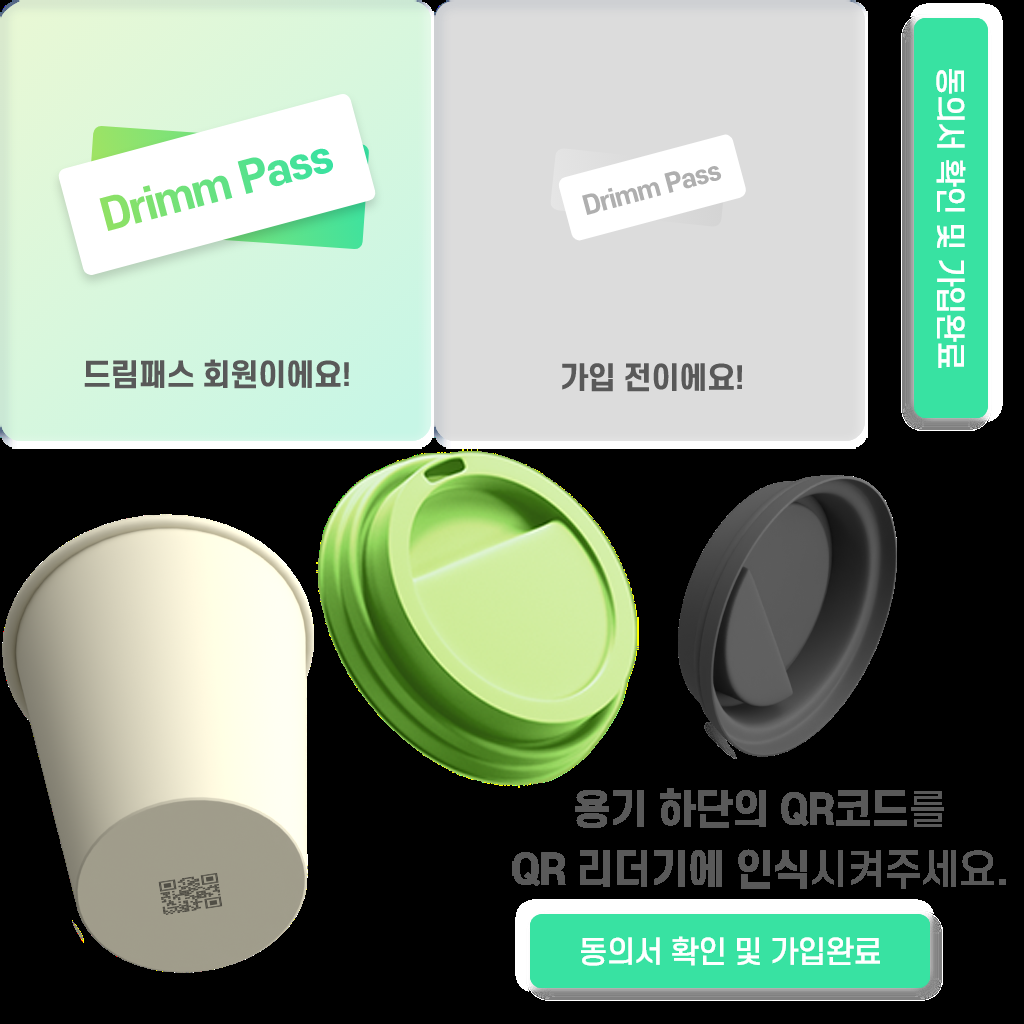 Drimm Pass
드림패스 회원이에요!
Drimm Pass
가입 전이에요!
동의서 확인 및 가입완료
용기 하단의 QR코드를
QR 리더기에 인식시켜주세요.
동의서 확인 및 가입완료